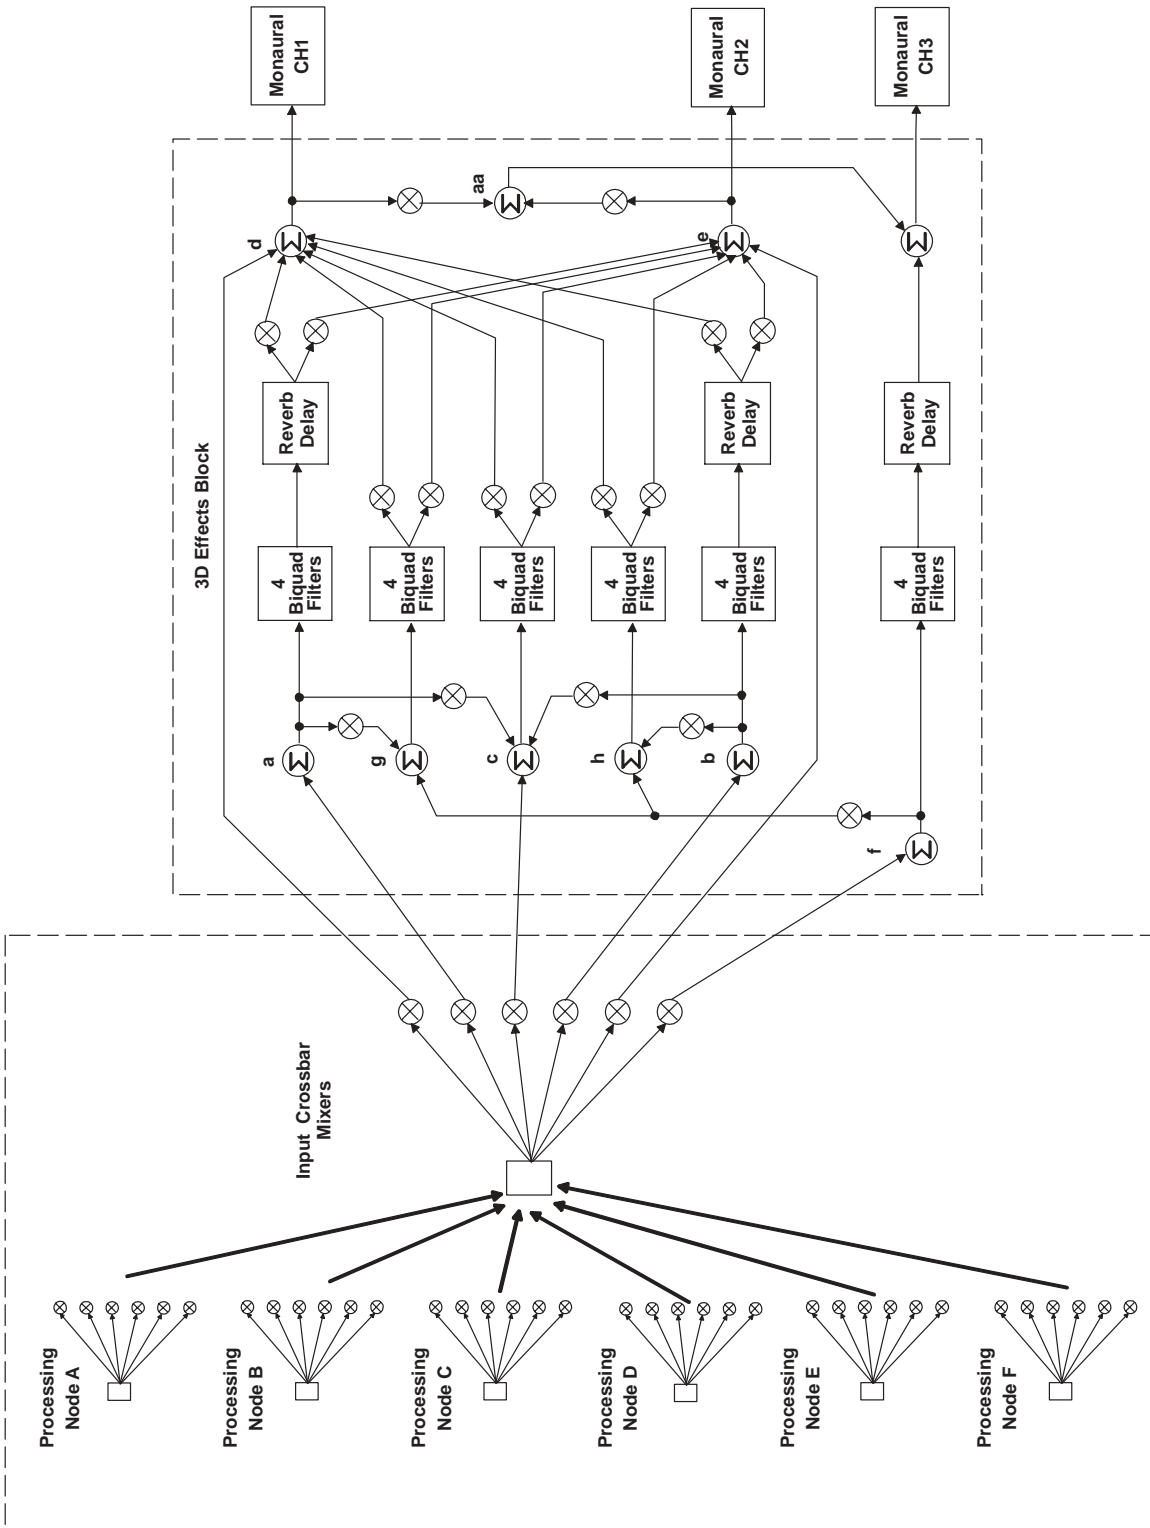 3D Effects Block
Monaural
CH1
Monaural
CH2
Monaural
CH3
d
Σ
aa
Σ
e
Σ
Σ
Reverb
Delay
Reverb
Delay
Reverb
Delay
4
Biquad
Filters
4
Biquad
Filters
4
Biquad
Filters
4
Biquad
Filters
4
Biquad
Filters
4
Biquad
Filters
a
Σ
g
Σ
c
Σ
h
Σ
b
Σ
f
Σ
Input Crossbar
Mixers
Processing
Node A
Processing
Node B
Processing
Node C
Processing
Node D
Processing
Node E
Processing
Node F